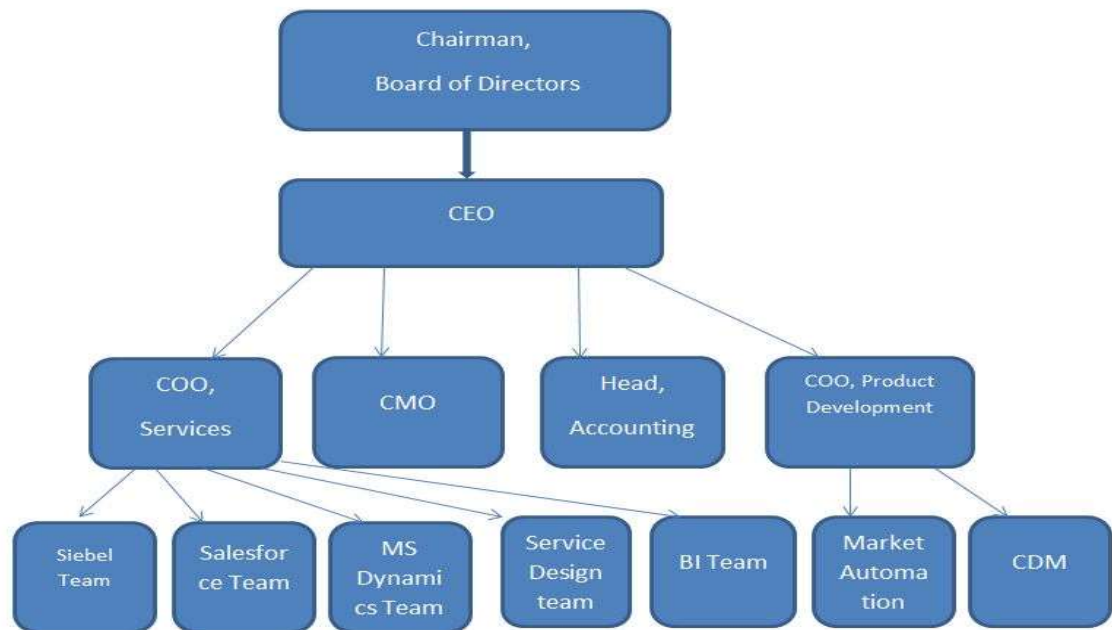 Chairman,
Board of Directors
CEO
COO,
Services
CMO
Head,
Accounting
COO, Product
Development
Siebel
Team
Salesfor
ce Team
MS
Dynami
cs Team
Service
Design
team
BI Team
Market
Automa
tion
CDM